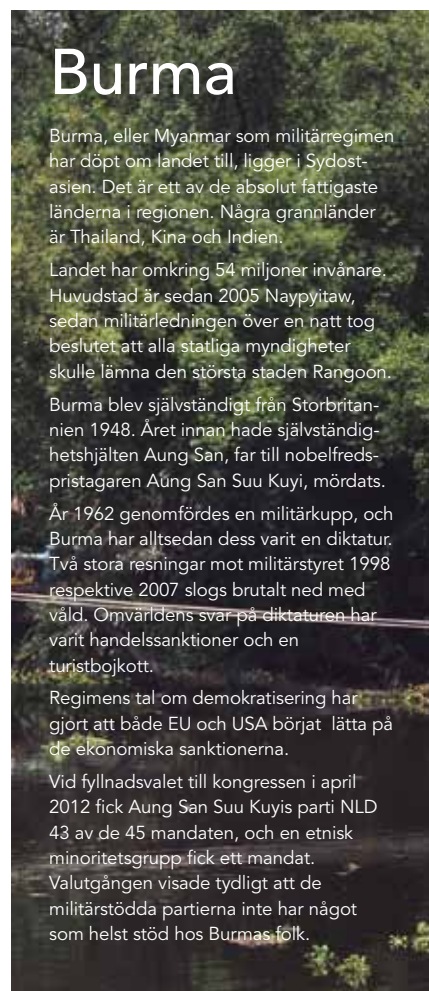 Burma
Burma, eller Myanmar som militärregimen
har döpt om landet till, ligger i Sydost-
asien. Det är ett av de absolut fattigaste
länderna i regionen. Några grannländer
är Thailand, Kina och Indien.
Landet har omkring 54 miljoner invånare.
Huvudstad är sedan 2005 Naypyitaw,
sedan militärledningen över en natt tog
beslutet att alla statliga myndigheter
skulle lämna den största staden Rangoon.
Burma blev självständigt från Storbritan-
nien 1948. Året innan hade självständig-
hetshjälten Aung San, far till nobelfreds-
pristagaren Aung San Suu Kuyi, mördats.
År 1962 genomfördes en militärkupp, och
Burma har alltsedan dess varit en diktatur.
Två stora resningar mot militärstyret 1998
respektive 2007 slogs brutalt ned med
våld. Omvärldens svar på diktaturen har
varit handelssanktioner och en
turistbojkott.
Regimens tal om demokratisering har
gjort att både EU och USA börjat  lätta på
de ekonomiska sanktionerna.
Vid fyllnadsvalet till kongressen i april
2012 fick Aung San Suu Kuyis parti NLD
43 av de 45 mandaten, och en etnisk
minoritetsgrupp fick ett mandat.
Valutgången visade tydligt att de
militärstödda partierna inte har något
som helst stöd hos Burmas folk.